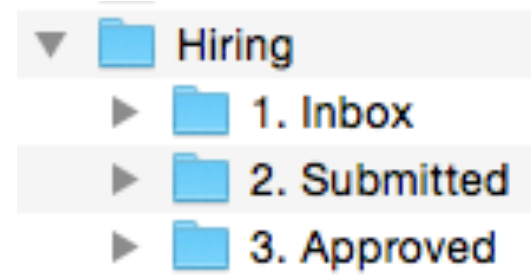 Hiring
1. Inbox
2. Submitted
3. Approved